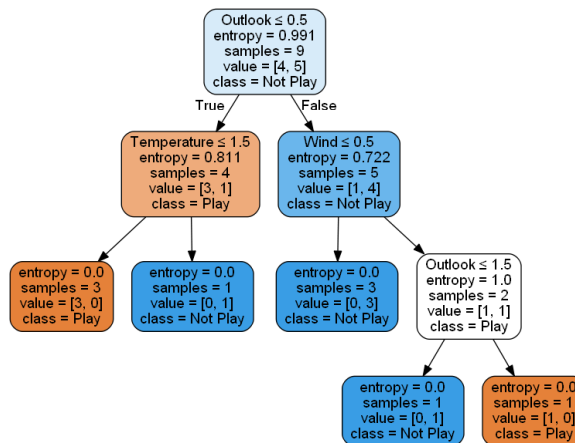 Outlook ≤ 0.5
entropy = 0.991
samples = 9
value = [4, 5]
class = Not Play
True
False
Temperature ≤ 1.5
entropy = 0.811
samples = 4
value = [3, 1]
class = Play
Wind ≤ 0.5
entropy = 0.722
samples = 5
value = [1, 4]
class = Not Play
entropy = 0.0
samples = 3
value = [3, 0]
class = Play
entropy = 0.0
samples = 1
value = [0, 1]
class = Not Play
entropy = 0.0
samples = 3
value = [0, 3]
class = Not Play
Outlook ≤ 1.5
entropy = 1.0
samples = 2
value = [1, 1]
class = Play
entropy = 0.0
samples = 1
value = [0, 1]
class = Not Play
entropy = 0.0
samples = 1
value = [1, 0]
class = Play